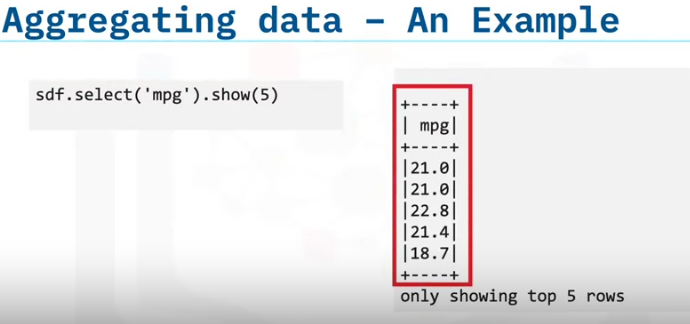 Aggregating data – An Example
sdf.select('mpg').show(5)
+----+
| mpg|
+----+
|21.0|
|21.0|
|22.8|
|21.4|
|18.7|
+----+
only showing top 5 rows